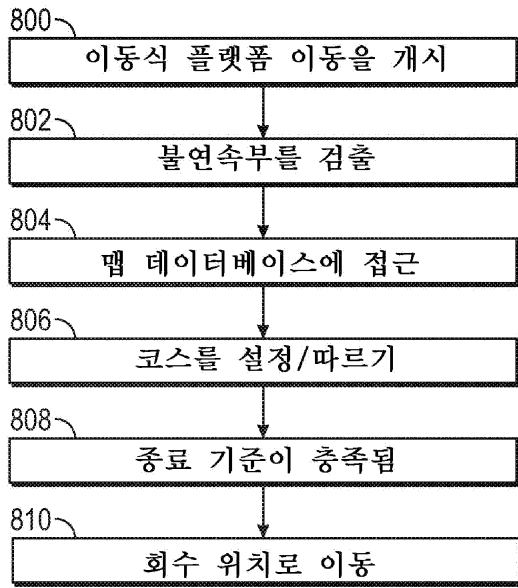 800
이동식 플랫폼 이동을 개시
802
불연속부를 검출
804
맵 데이터베이스에 접근
806
코스를 설정/따르기
808
종료 기준이 충족됨
810
회수 위치로 이동